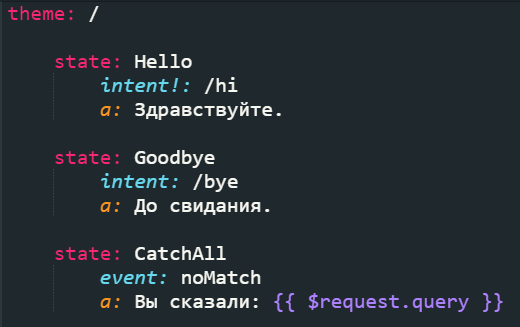 theme: /
state: Hello
intent!: /hi
a: Здравствуйте.
state: Goodbye
intent: /bye
a: До свидания.
state: CatchAll
event: noMatch
a: Вы сказали: {{ $request.query }}